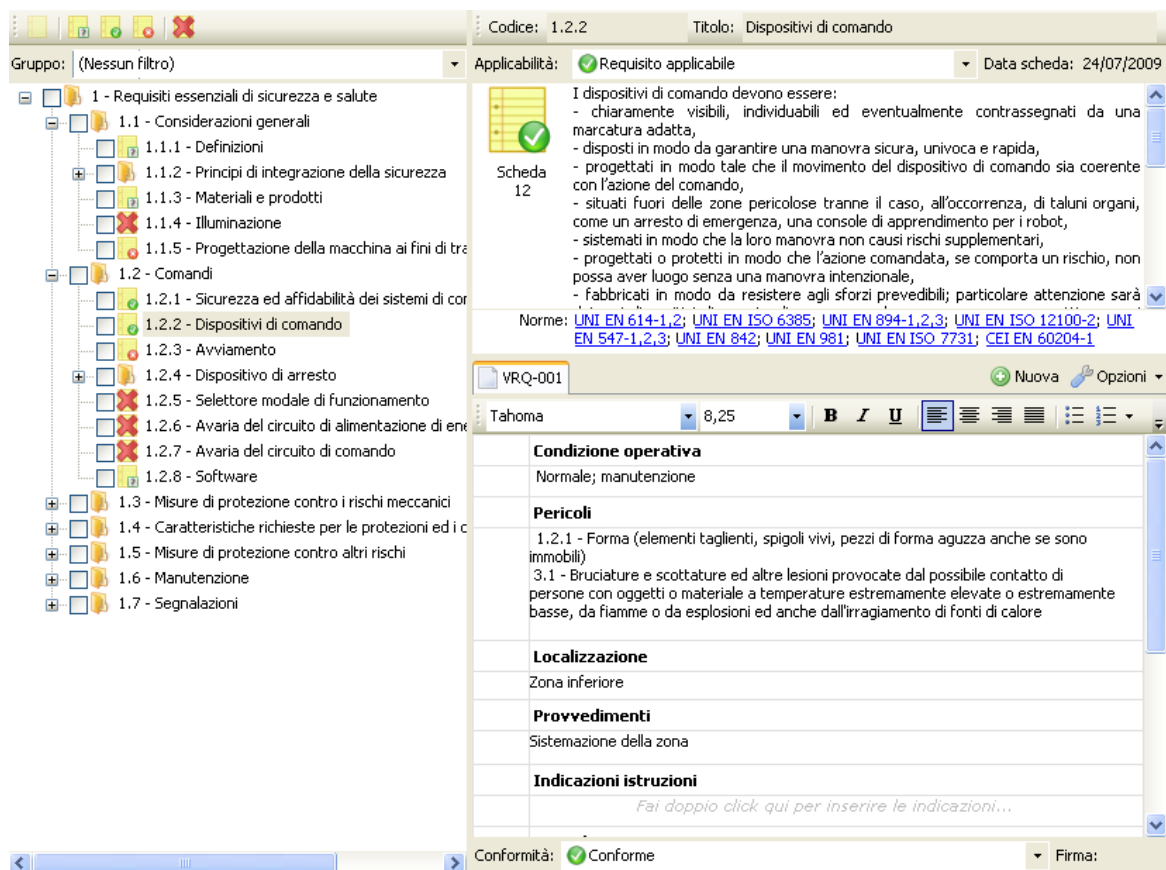 Gruppo: (Nessun filtro)
1 - Requisiti essenziali di sicurezza e salute
1.1 - Considerazioni generali
1.1.1 - Definizioni
1.1.2 - Principi di integrazione della sicurezza
1.1.3 - Materiali e prodotti
1.1.4 - Illuminazione
1.1.5 - Progettazione della macchina ai fini di tra
1.2 - Comandi
1.2.1 - Sicurezza ed affidabilità dei sistemi di cor
1.2.2 - Dispositivi di comando
1.2.3 - Avviamento
1.2.4 - Dispositivo di arresto
1.2.5 - Selettore modale di funzionamento
1.2.6 - Avaria del circuito di alimentazione di ene
1.2.7 - Avaria del circuito di comando
1.2.8 - Software
1.3 - Misure di protezione contro i rischi meccanici
1.4 - Caratteristiche richieste per le protezioni ed i c
1.5 - Misure di protezione contro altri rischi
1.6 - Manutenzione
1.7 - Segnalazioni
Codice: 1.2.2 Titolo: Dispositivi di comando
Applicabilità: Requisito applicabile Data scheda: 24/07/2009
Scheda
12
I dispositivi di comando devono essere:
- chiaramente visibili, individuabili ed eventualmente contrassegnati da una
marcatura adatta,
- disposti in modo da garantire una manovra sicura, univoca e rapida,
- progettati in modo tale che il movimento del dispositivo di comando sia coerente
con l'azione del comando,
- situati fuori delle zone pericolose tranne il caso, all'occorrenza, di taluni organi,
come un arresto di emergenza, una console di apprendimento per i robot,
- sistemati in modo che la loro manovra non causi rischi supplementari,
- progettati o protetti in modo che l'azione comandata, se comporta un rischio, non
possa aver luogo senza una manovra intenzionale,
- fabbricati in modo da resistere agli sforzi prevedibili; particolare attenzione sarà
Norme: UNI EN 614-1,2; UNI EN ISO 6385; UNI EN 894-1,2,3; UNI EN ISO 12100-2; UNI
EN 547-1,2,3; UNI EN 842; UNI EN 981; UNI EN ISO 7731; CEI EN 60204-1
VRQ-001 Nuova Opzioni
Tahoma 8,25 B I U
Condizione operativa
Normale; manutenzione
Pericoli
1.2.1 - Forma (elementi taglienti, spigoli vivi, pezzi di forma aguzza anche se sono
immobili)
3.1 - Bruciature e scottature ed altre lesioni provocate dal possibile contatto di
persone con oggetti o materiale a temperature estremamente elevate o estremamente
basse, da fiamme o da esplosioni ed anche dall'irragiamento di fonti di calore
Localizzazione
Zona inferiore
Provvedimenti
Sistemazione della zona
Indicazioni istruzioni
Fai doppio click qui per inserire le indicazioni...
Conformità: Conforme Firma: